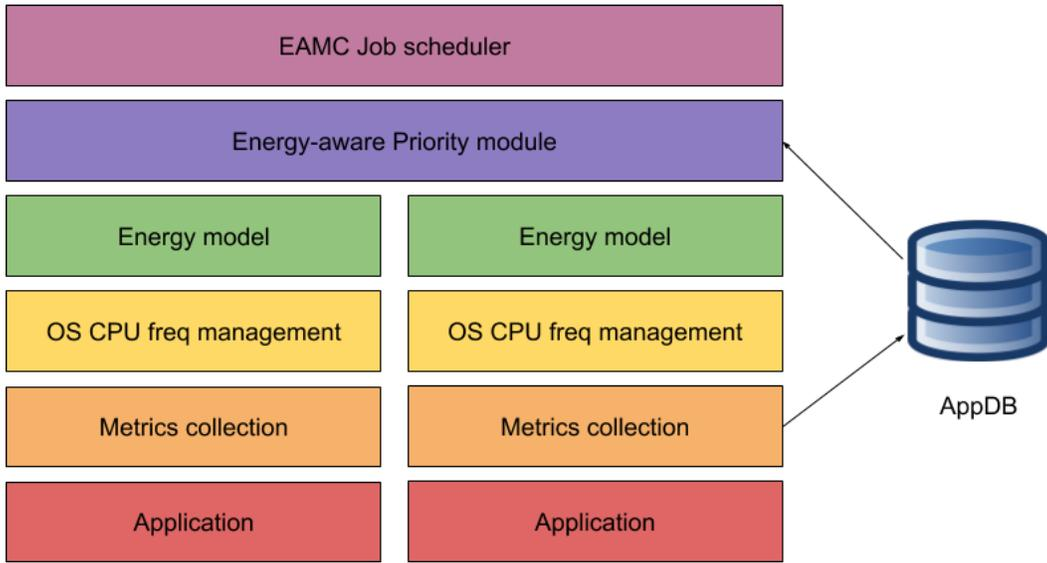 EAMC Job scheduler
Energy-aware Priority module
Energy model
Energy model
OS CPU freq management
OS CPU freq management
Metrics collection
Metrics collection
AppDB
Application
Application